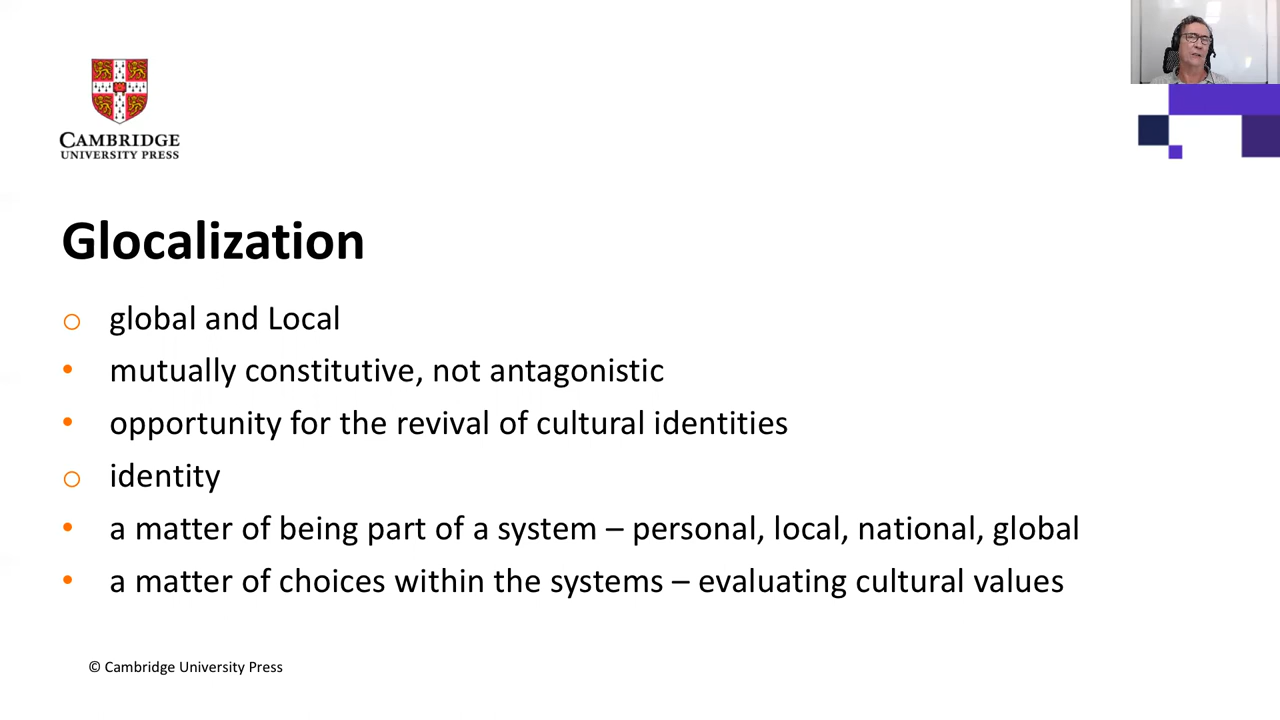 CAMBRIDGE
UNIVERSITY PRESS
Glocalization
global and Local
mutually constitutive, not antagonistic
opportunity for the revival of cultural identities
identity
a matter of being part of a system – personal, local, national, global
a matter of choices within the systems – evaluating cultural values
© Cambridge University Press